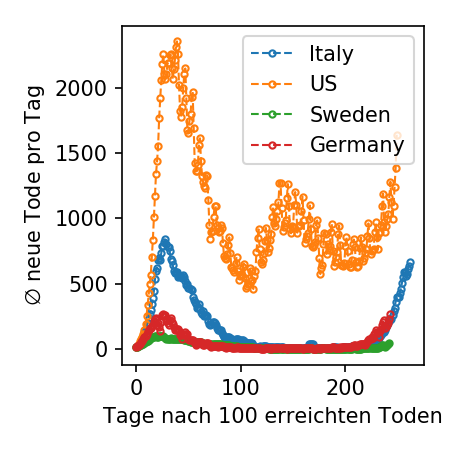 Italy
US
Sweden
Germany
2000
1500
1000
500
0
∅ neue Tode pro Tag
0
100
200
Tage nach 100 erreichten Toden